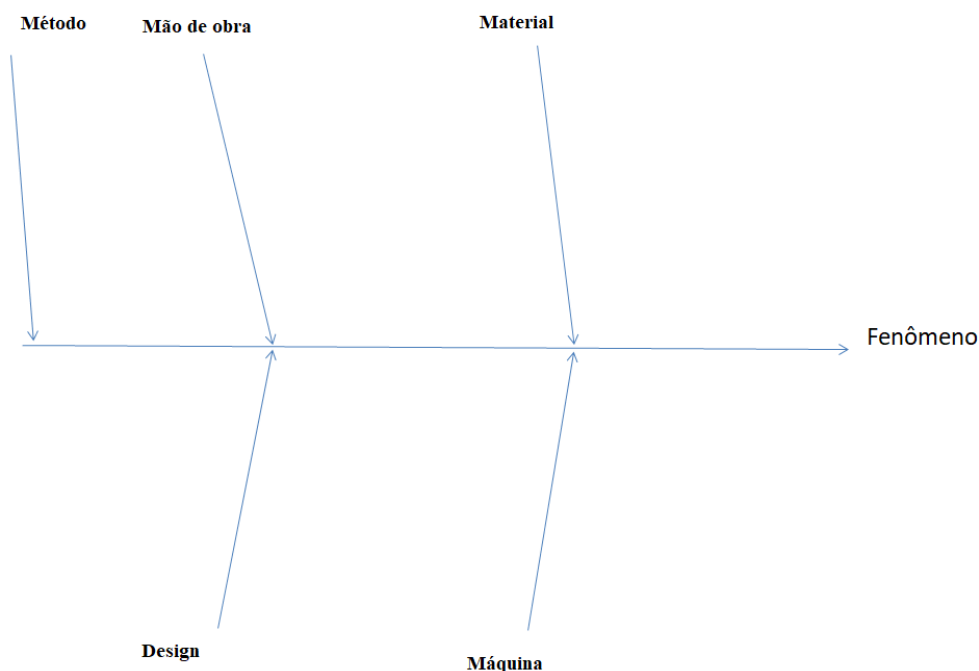 Método
Mão de obra
Material
Fenômeno
Design
Máquina